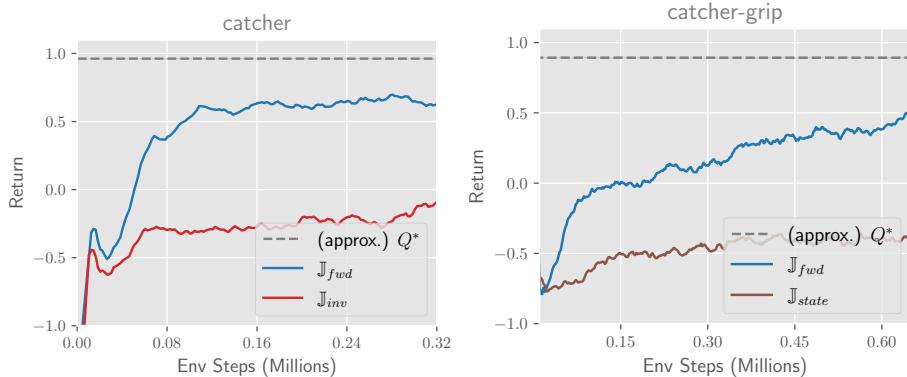 catcher
1.0
0.5
0.0
−0.5
−1.0
Return
0.00
0.08
0.16
0.24
0.32
Env Steps (Millions)
(approx.) Q*
𝕁fwd
𝕁inv
catcher-grip
1.0
0.5
0.0
−0.5
−1.0
Return
0.15
0.30
0.45
0.60
Env Steps (Millions)
(approx.) Q*
𝕁fwd
𝕁state